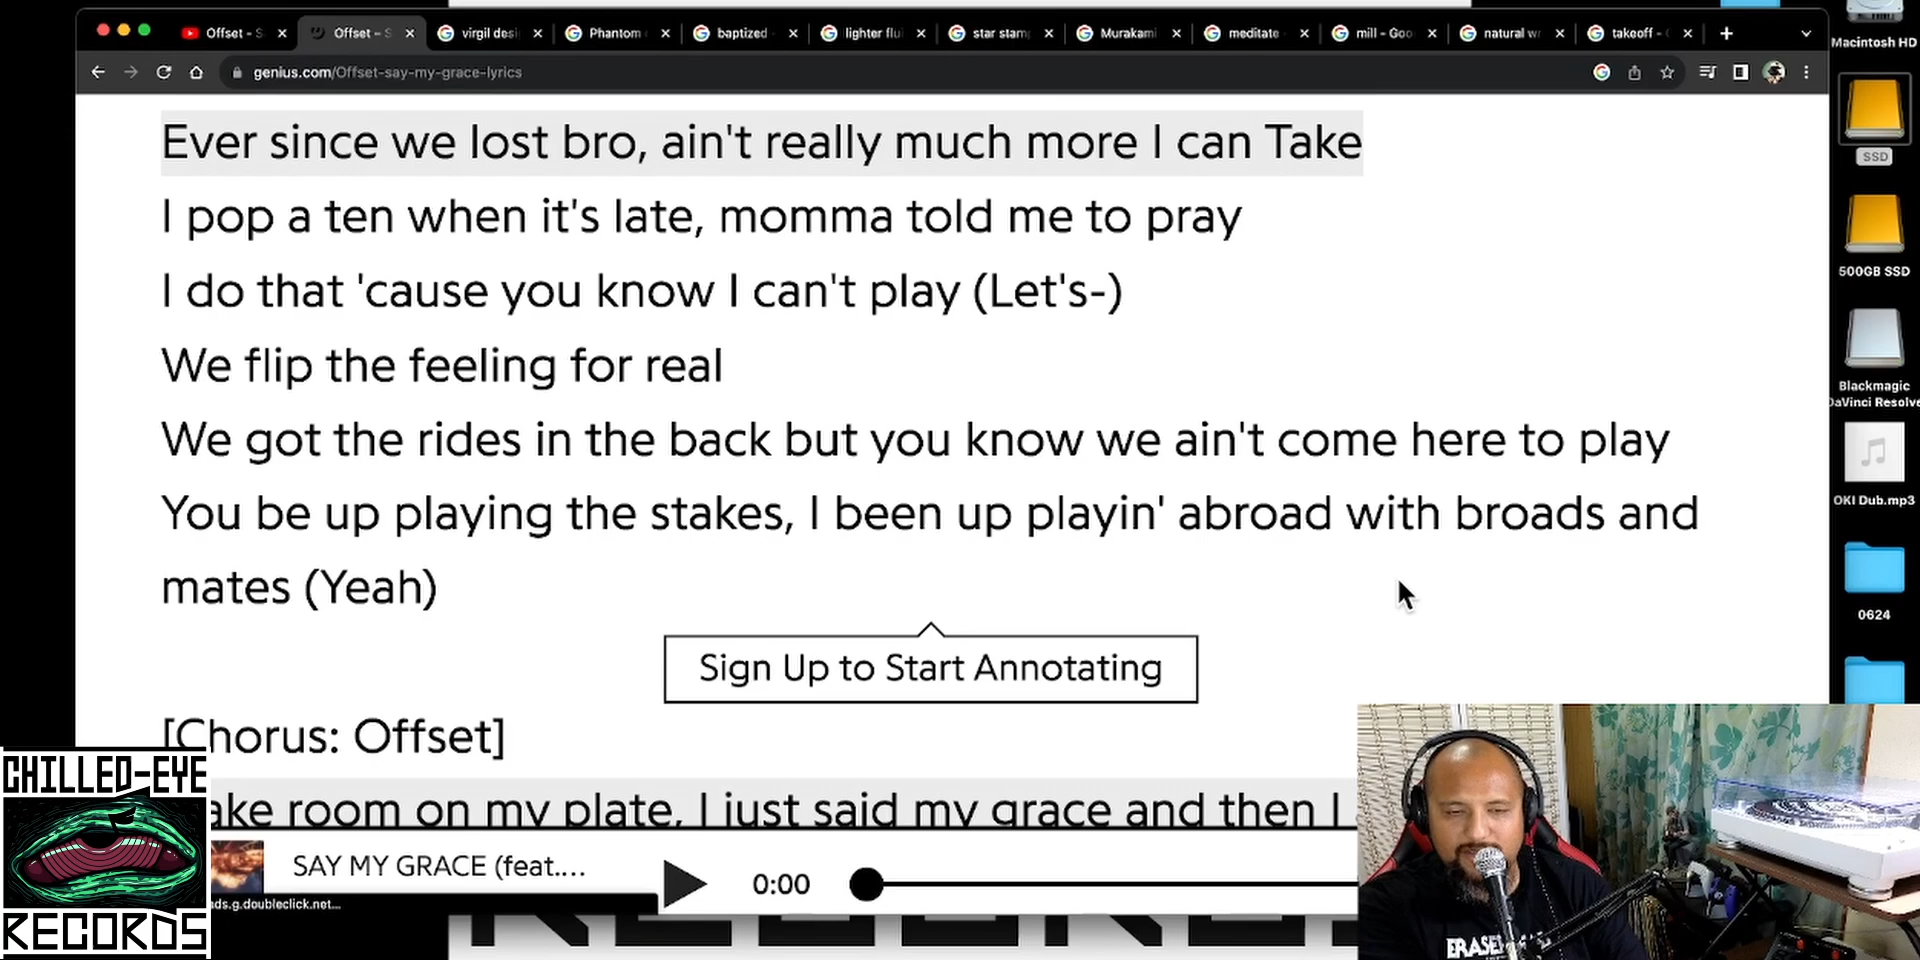 Offset - S
Offset - S
virgil desi
Phantom
baptized -
lighter flui
star stam
Murakami
meditate -
mill - Goo
natural w
takeoff -
genius.com/Offset-say-my-grace-lyrics
Macintosh HD
Ever since we lost bro, ain't really much more I can Take
SSD
I pop a ten when it's late, momma told me to pray
500GB SSD
I do that 'cause you know I can't play (Let's-)
We flip the feeling for real
Blackmagic
DaVinci Resolve
We got the rides in the back but you know we ain't come here to play
OKI Dub.mp3
You be up playing the stakes, I been up playin' abroad with broads and
mates (Yeah)
0624
Sign Up to Start Annotating
[Chorus: Offset]
ake room on my plate, I just said my grace and then I
CHILLED-EYE
RECORDS
SAY MY GRACE (feat....
0:00
ads.g.doubleclick.net...
ERASE